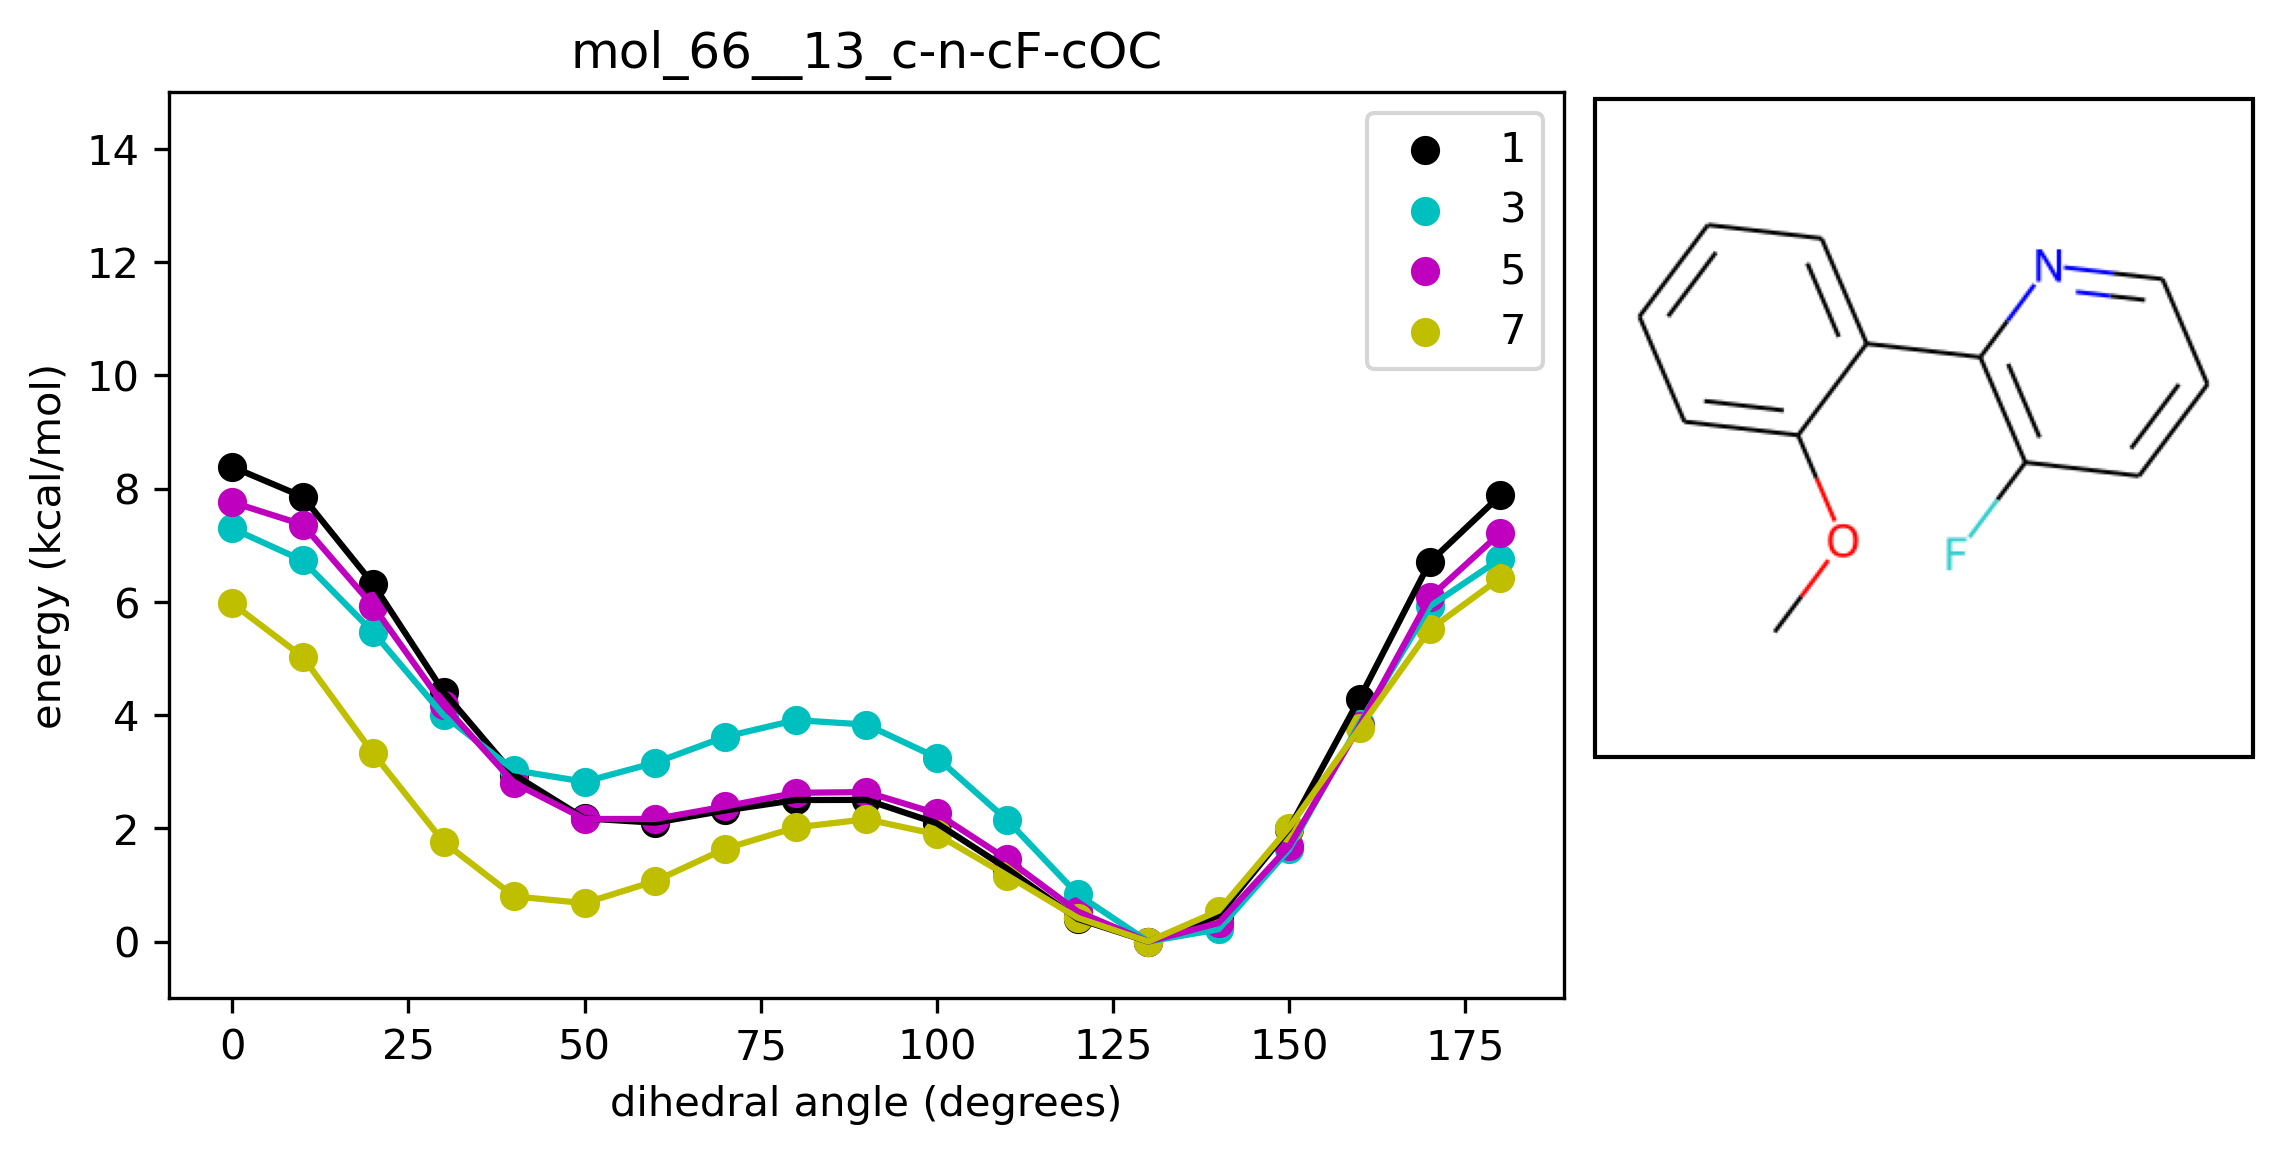 mol_66__13_c-n-cF-cOC
energy (kcal/mol)
14
12
10
8
6
4
2
0
0 25 50 75 100 125 150 175
dihedral angle (degrees)
1
3
5
7
N
O
F